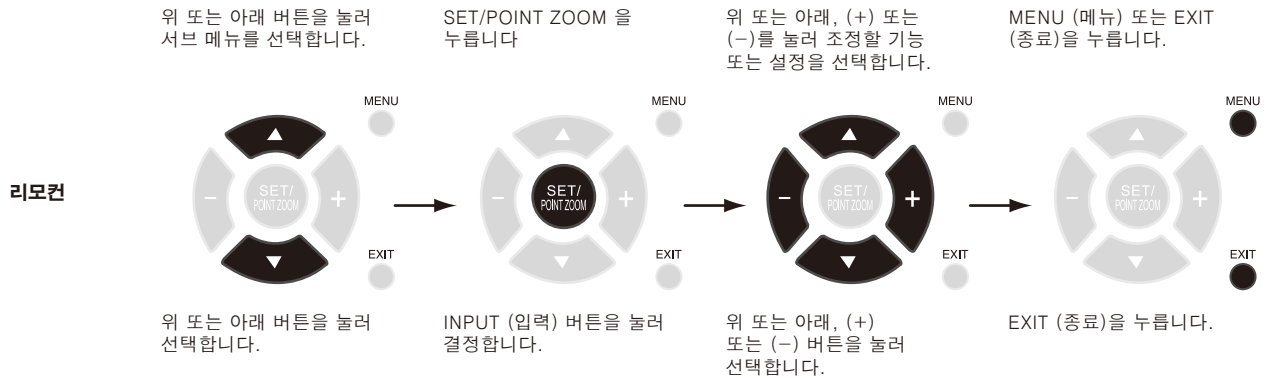 위 또는 아래 버튼을 눌러
서브 메뉴를 선택합니다.
SET/POINT ZOOM 을
누릅니다
위 또는 아래, (+) 또는
(−)를 눌러 조정할 기능
또는 설정을 선택합니다.
MENU (메뉴) 또는 EXIT
(종료)을 누릅니다.
리모컨
MENU
−
SET/
POINT ZOOM
+
EXIT
MENU
−
SET/
POINT ZOOM
+
EXIT
MENU
−
SET/
POINT ZOOM
+
EXIT
MENU
−
SET/
POINT ZOOM
+
EXIT
위 또는 아래 버튼을 눌러
선택합니다.
INPUT (입력) 버튼을 눌러
결정합니다.
위 또는 아래, (+)
또는 (−) 버튼을 눌러
선택합니다.
EXIT (종료)을 누릅니다.